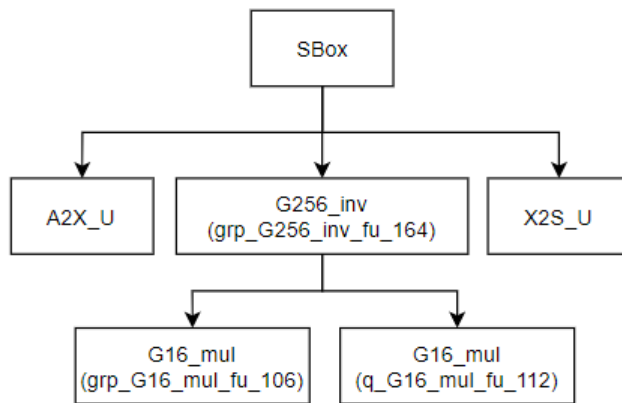 SBox
A2X_U
G256_inv
(grp_G256_inv_fu_164)
X2S_U
G16_mul
(grp_G16_mul_fu_106)
G16_mul
(q_G16_mul_fu_112)